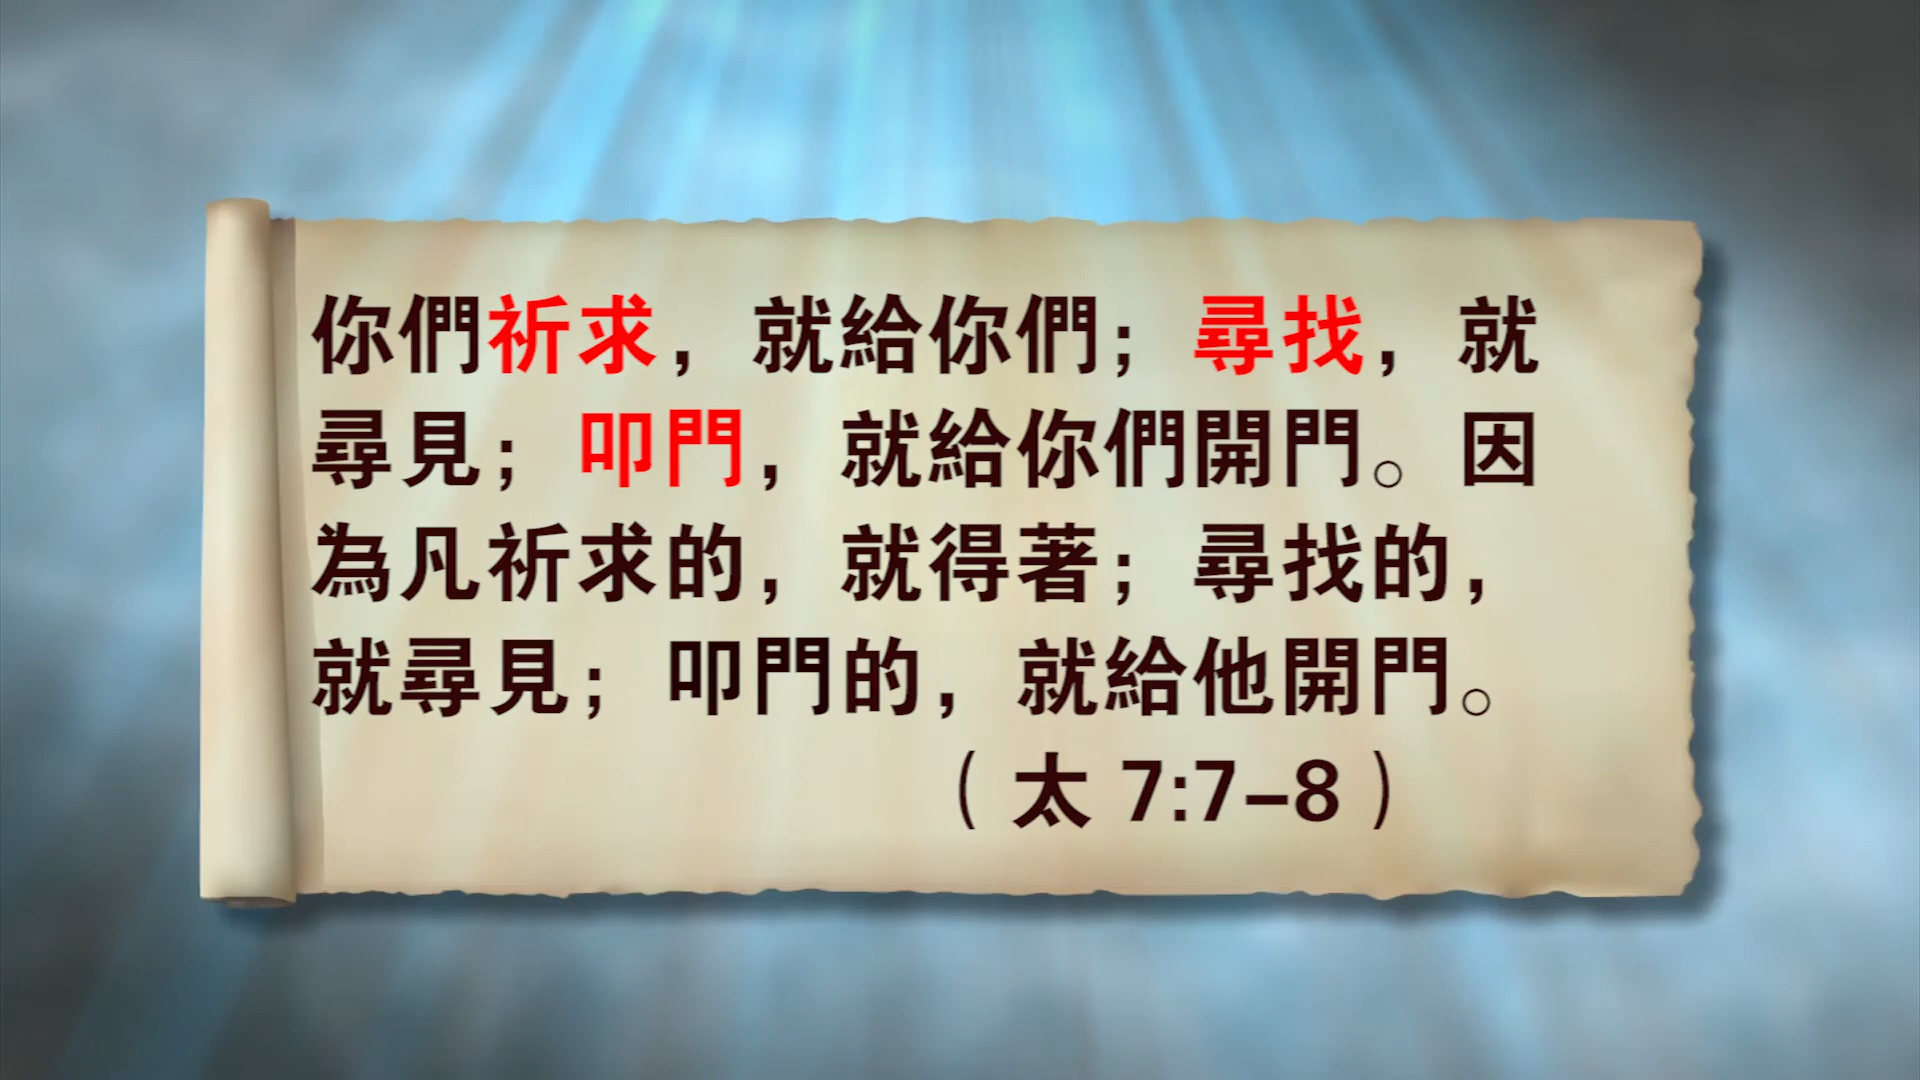 你們祈求，就給你們；尋找，就
尋見；叩門，就給你們開門。因
為凡祈求的，就得著；尋找的，
就尋見；叩門的，就給他開門。
（太 7:7–8）